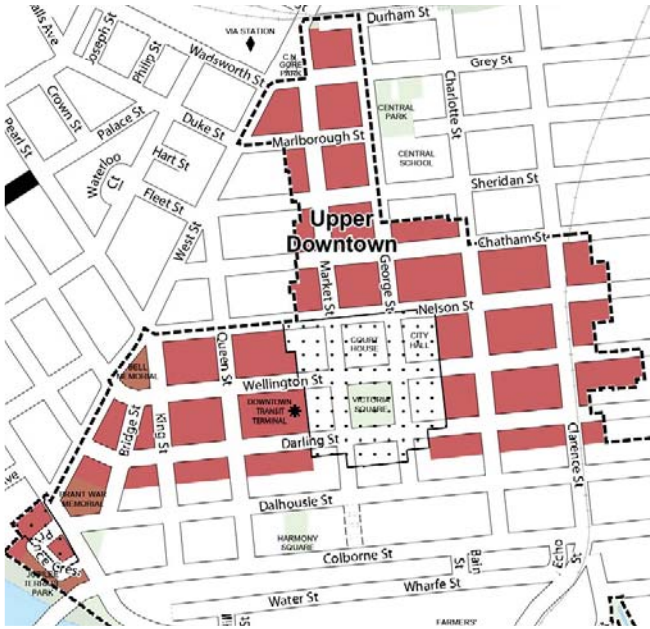 Durham St
alls Ave
Joseph St
Philip St
Wadsworth St
VIA STATION
C N
GORE
PARK
Grey St
Crown St
Pearl St
Palace St
Duke St
CENTRAL
PARK
Charlotte St
Marlborough St
Hart St
Waterloo
Ct
CENTRAL
SCHOOL
Sheridan St
Fleet St
West St
Upper
Downtown
Chatham St
Market St
George St
Nelson St
Queen St
COURT
HOUSE
CITY
HALL
BELL
MEMORIAL
Wellington St
DOWNTOWN
TRANSIT
TERMINAL
VICTORIA
SQUARE
Bridge St
King St
Darling St
Clarence St
BRANT WAR
MEMORIAL
Dalhousie St
HARMONY
SQUARE
Colborne St
Cres
TERR
PARK
Bain
St
Echo
St
Wharfe St
Water St
FARMERS'